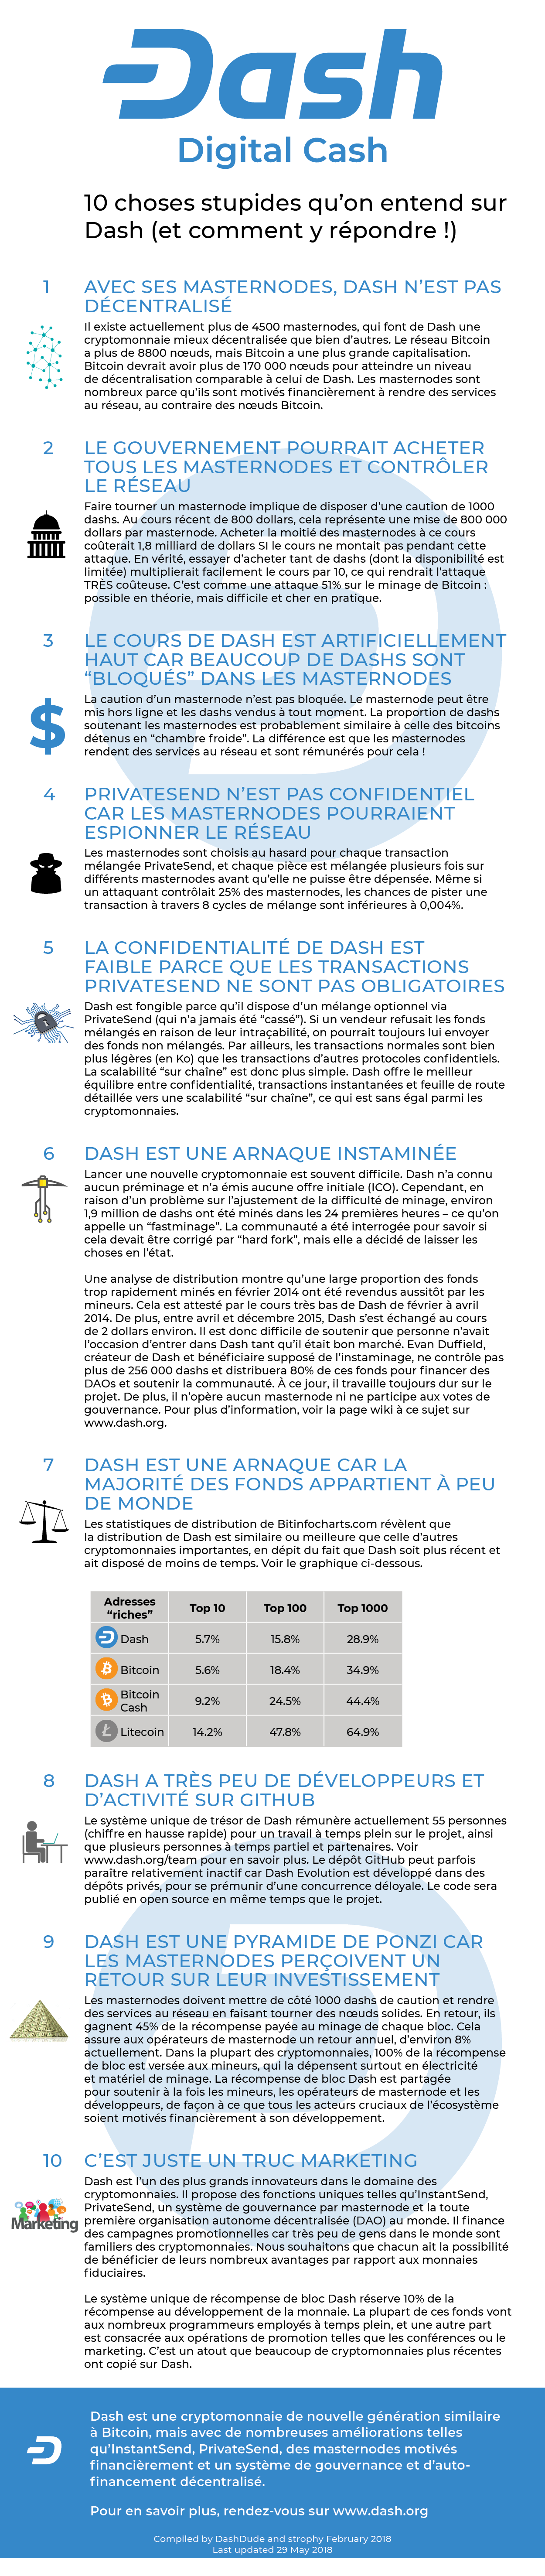 Dash
Digital Cash
10 choses stupides qu’on entend sur
Dash (et comment y répondre !)
1
AVEC SES MASTERNODES, DASH N’EST PAS
DÉCENTRALISÉ
Il existe actuellement plus de 4500 masternodes, qui font de Dash une
cryptomonnaie mieux décentralisée que bien d’autres. Le réseau Bitcoin
a plus de 8800 nœuds, mais Bitcoin a une plus grande capitalisation.
Bitcoin devrait avoir plus de 170 000 nœuds pour atteindre un niveau
de décentralisation comparable à celui de Dash. Les masternodes sont
nombreux parce qu’ils sont motivés financièrement à rendre des services
au réseau, au contraire des nœuds Bitcoin.
2
LE GOUVERNEMENT POURRAIT ACHETER
TOUS LES MASTERNODES ET CONTRÔLER
LE RÉSEAU
Faire tourner un masternode implique de disposer d’une caution de 1000
dashs. Au cours récent de 800 dollars, cela représente une mise de 800 000
dollars par masternode. Acheter la moitié des masternodes à ce cours
coûterait 1,8 milliard de dollars SI le cours ne montait pas pendant cette
attaque. En vérité, essayer d’acheter tant de dashs (dont la disponibilité est
limitée) multiplierait facilement le cours par 10, ce qui rendrait l’attaque
TRÈS coûteuse. C’est comme une attaque 51% sur le minage de Bitcoin :
possible en théorie, mais difficile et cher en pratique.
3
LE COURS DE DASH EST ARTIFICIELLEMENT
HAUT CAR BEAUCOUP DE DASHS SONT
“BLOQUÉS” DANS LES MASTERNODES
La caution d’un masternode n’est pas bloquée. Le masternode peut être
mis hors ligne et les dashs vendus à tout moment. La proportion de dashs
soutenant les masternodes est probablement similaire à celle des bitcoins
détenus en “chambre froide”. La différence est que les masternodes
rendent des services au réseau et sont rémunérés pour cela !
4
PRIVATESEND N’EST PAS CONFIDENTIEL
CAR LES MASTERNODES POURRAIENT
ESPIONNER LE RÉSEAU
Les masternodes sont choisis au hasard pour chaque transaction
mélangée PrivateSend, et chaque pièce est mélangée plusieurs fois sur
différents masternodes avant qu’elle ne puisse être dépensée. Même si
un attaquant contrôlait 25% des masternodes, les chances de pister une
transaction à travers 8 cycles de mélange sont inférieures à 0,004%.
5
LA CONFIDENTIALITÉ DE DASH EST
FAIBLE PARCE QUE LES TRANSACTIONS
PRIVATESEND NE SONT PAS OBLIGATOIRES
Dash est fongible parce qu’il dispose d’un mélange optionnel via
PrivateSend (qui n’a jamais été “cassé”). Si un vendeur refusait les fonds
mélangés en raison de leur intraçabilité, on pourrait toujours lui envoyer
des fonds non mélangés. Par ailleurs, les transactions normales sont bien
plus légères (en Ko) que les transactions d’autres protocoles confidentiels.
La scalabilité “sur chaîne” est donc plus simple. Dash offre le meilleur
équilibre entre confidentialité, transactions instantanées et feuille de route
détaillée vers une scalabilité “sur chaîne”, ce qui est sans égal parmi les
cryptomonnaies.
6
DASH EST UNE ARNAQUE INSTAMINÉE
Lancer une nouvelle cryptomonnaie est souvent difficile. Dash n’a connu
aucun préminage et n’a émis aucune offre initiale (ICO). Cependant, en
raison d’un problème sur l’ajustement de la difficulté de minage, environ
1,9 million de dashs ont été minés dans les 24 premières heures – ce qu’on
appelle un “fastminage”. La communauté a été interrogée pour savoir si
cela devait être corrigé par “hard fork”, mais elle a décidé de laisser les
choses en l’état.
Une analyse de distribution montre qu’une large proportion des fonds
trop rapidement minés en février 2014 ont été revendus aussitôt par les
mineurs. Cela est attesté par le cours très bas de Dash de février à avril
2014. De plus, entre avril et décembre 2015, Dash s’est échangé au cours
de 2 dollars environ. Il est donc difficile de soutenir que personne n’avait
l’occasion d’entrer dans Dash tant qu’il était bon marché. Evan Duffield,
créateur de Dash et bénéficiaire supposé de l’instaminage, ne contrôle pas
plus de 256 000 dashs et distribuera 80% de ces fonds pour financer des
DAOs et soutenir la communauté. À ce jour, il travaille toujours dur sur le
projet. De plus, il n’opère aucun masternode ni ne participe aux votes de
gouvernance. Pour plus d’information, voir la page wiki à ce sujet sur
www.dash.org.
7
DASH EST UNE ARNAQUE CAR LA
MAJORITÉ DES FONDS APPARTIENT À PEU
DE MONDE
Les statistiques de distribution de Bitinfocharts.com révèlent que
la distribution de Dash est similaire ou meilleure que celle d’autres
cryptomonnaies importantes, en dépit du fait que Dash soit plus récent et
ait disposé de moins de temps. Voir le graphique ci-dessous.
Adresses
“riches” Top 10 Top 100 Top 1000
Dash 5.7% 15.8% 28.9%
Bitcoin 5.6% 18.4% 34.9%
Bitcoin
Cash 9.2% 24.5% 44.4%
Litecoin 14.2% 47.8% 64.9%
8
DASH A TRÈS PEU DE DÉVELOPPEURS ET
D’ACTIVITÉ SUR GITHUB
Le système unique de trésor de Dash rémunère actuellement 55 personnes
(chiffre en hausse rapide) pour un travail à temps plein sur le projet, ainsi
que plusieurs personnes à temps partiel et partenaires. Voir
www.dash.org/team pour en savoir plus. Le dépôt GitHub peut parfois
paraître relativement inactif car Dash Evolution est développé dans des
dépôts privés, pour se prémunir d’une concurrence déloyale. Le code sera
publié en open source en même temps que le projet.
9
DASH EST UNE PYRAMIDE DE PONZI CAR
LES MASTERNODES PERÇOIVENT UN
RETOUR SUR LEUR INVESTISSEMENT
Les masternodes doivent mettre de côté 1000 dashs de caution et rendre
des services au réseau en faisant tourner des nœuds solides. En retour, ils
gagnent 45% de la récompense payée au minage de chaque bloc. Cela
assure aux opérateurs de masternode un retour annuel, d’environ 8%
actuellement. Dans la plupart des cryptomonnaies, 100% de la récompense
de bloc est versée aux mineurs, qui la dépensent surtout en électricité
et matériel de minage. La récompense de bloc Dash est partagée
pour soutenir à la fois les mineurs, les opérateurs de masternode et les
développeurs, de façon à ce que tous les acteurs cruciaux de l’écosystème
soient motivés financièrement à son développement.
10
C’EST JUSTE UN TRUC MARKETING
Marketing
Dash est l’un des plus grands innovateurs dans le domaine des
cryptomonnaies. Il propose des fonctions uniques telles qu’InstantSend,
PrivateSend, un système de gouvernance par masternode et la toute
première organisation autonome décentralisée (DAO) au monde. Il finance
des campagnes promotionnelles car très peu de gens dans le monde sont
familiers des cryptomonnaies. Nous souhaitons que chacun ait la possibilité
de bénéficier de leurs nombreux avantages par rapport aux monnaies
fiduciaires.
Le système unique de récompense de bloc Dash réserve 10% de la
récompense au développement de la monnaie. La plupart de ces fonds vont
aux nombreux programmeurs employés à temps plein, et une autre part
est consacrée aux opérations de promotion telles que les conférences ou le
marketing. C’est un atout que beaucoup de cryptomonnaies plus récentes
ont copié sur Dash.
Dash est une cryptomonnaie de nouvelle génération similaire
à Bitcoin, mais avec de nombreuses améliorations telles
qu’InstantSend, PrivateSend, des masternodes motivés
financièrement et un système de gouvernance et d’auto-
financement décentralisé.
Pour en savoir plus, rendez-vous sur www.dash.org
Compiled by DashDude and strophy February 2018
Last updated 29 May 2018